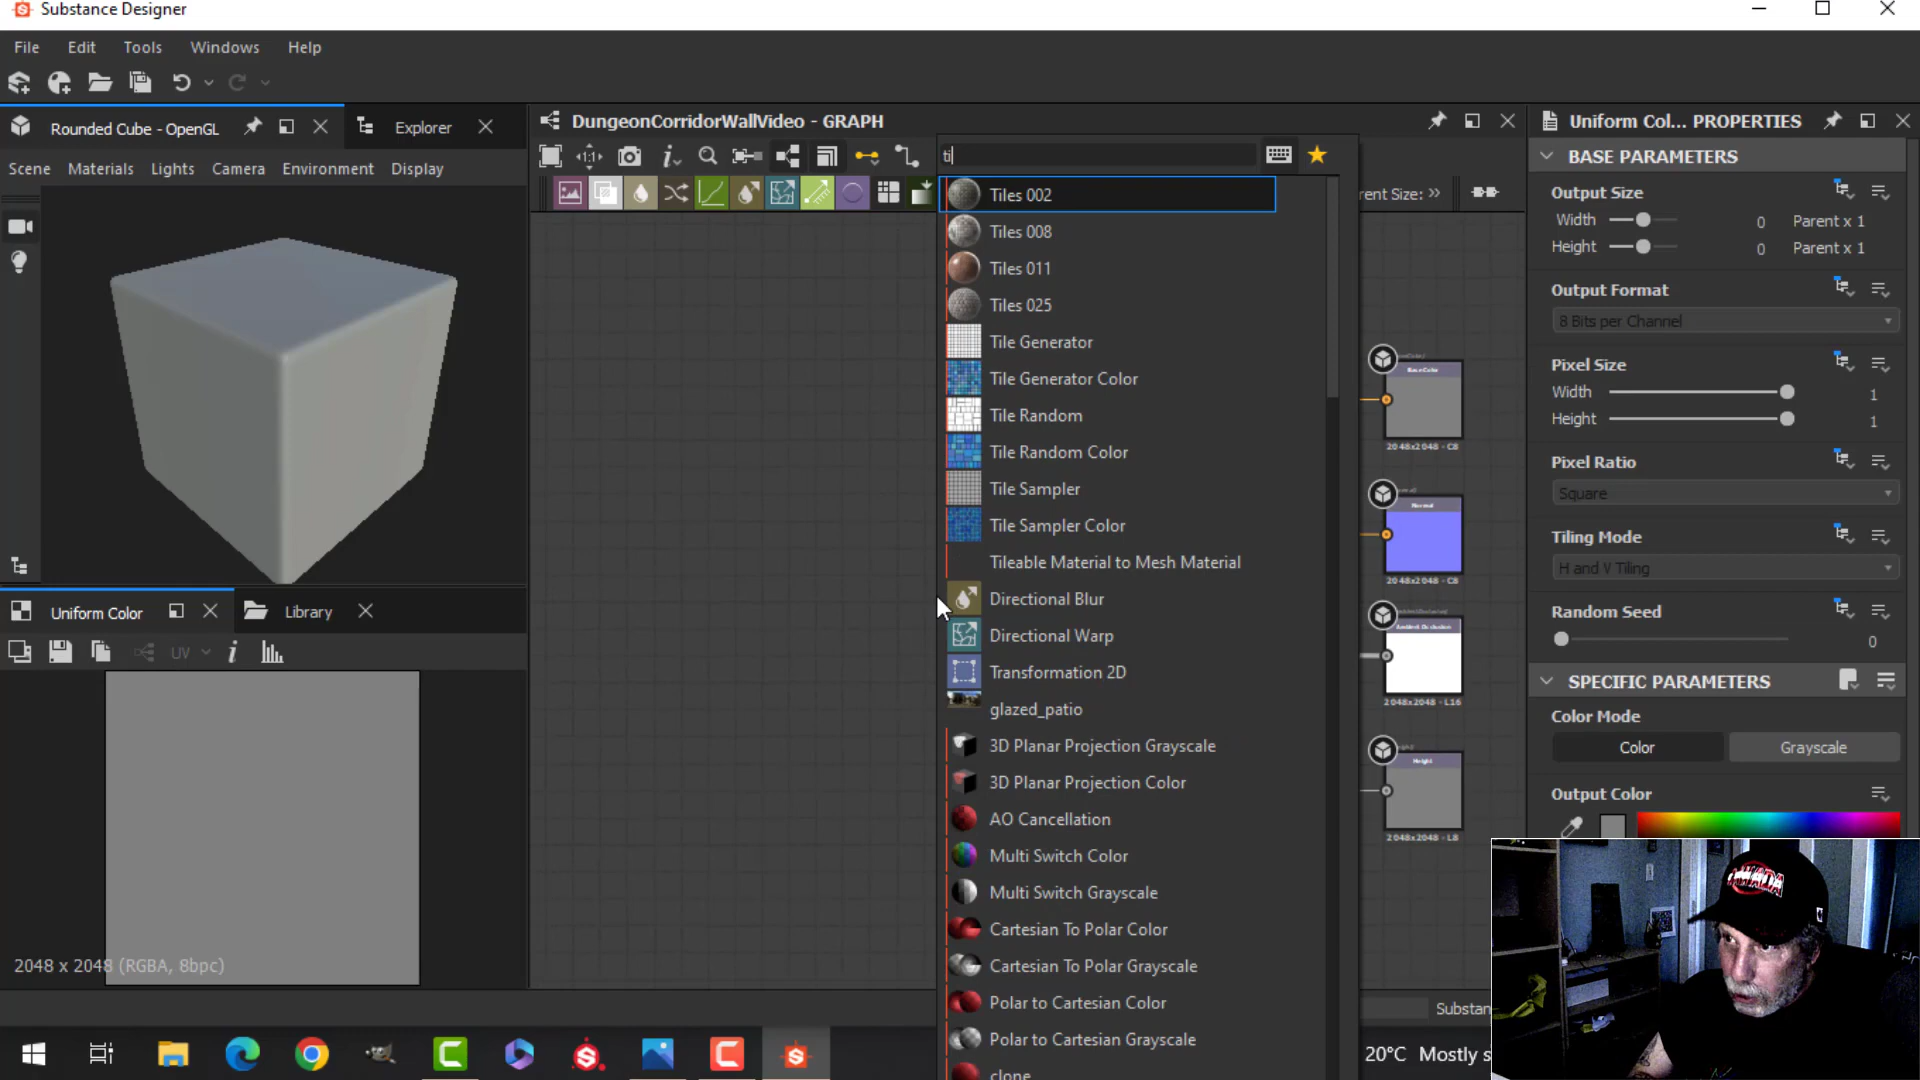 Substance Designer
File Edit Tools Windows Help
Rounded Cube - OpenGL
Explorer
Scene Materials Lights Camera Environment Display
DungeonCorridorWallVideo - GRAPH
ti
rent Size: »
Tiles 002
Tiles 008
Tiles 011
Tiles 025
Tile Generator
Tile Generator Color
Tile Random
Tile Random Color
Tile Sampler
Tile Sampler Color
Tileable Material to Mesh Material
Directional Blur
Directional Warp
Transformation 2D
glazed_patio
3D Planar Projection Grayscale
3D Planar Projection Color
AO Cancellation
Multi Switch Color
Multi Switch Grayscale
Cartesian To Polar Color
Cartesian To Polar Grayscale
Polar to Cartesian Color
Polar to Cartesian Grayscale
clone
BaseColor
2048x2048 - C8
Normal
2048x2048 - C8
Ambient Occlusion
2048x2048 - L16
Height
2048x2048 - L8
Uniform Col... PROPERTIES
BASE PARAMETERS
Output Size
Width 0 Parent x 1
Height 0 Parent x 1
Output Format
8 Bits per Channel
Pixel Size
Width 1
Height 1
Pixel Ratio
Square
Tiling Mode
H and V Tiling
Random Seed
0
SPECIFIC PARAMETERS
Color Mode
Color Grayscale
Output Color
Uniform Color
Library
UV
2048 x 2048 (RGBA, 8bpc)
Substan
20°C Mostly s